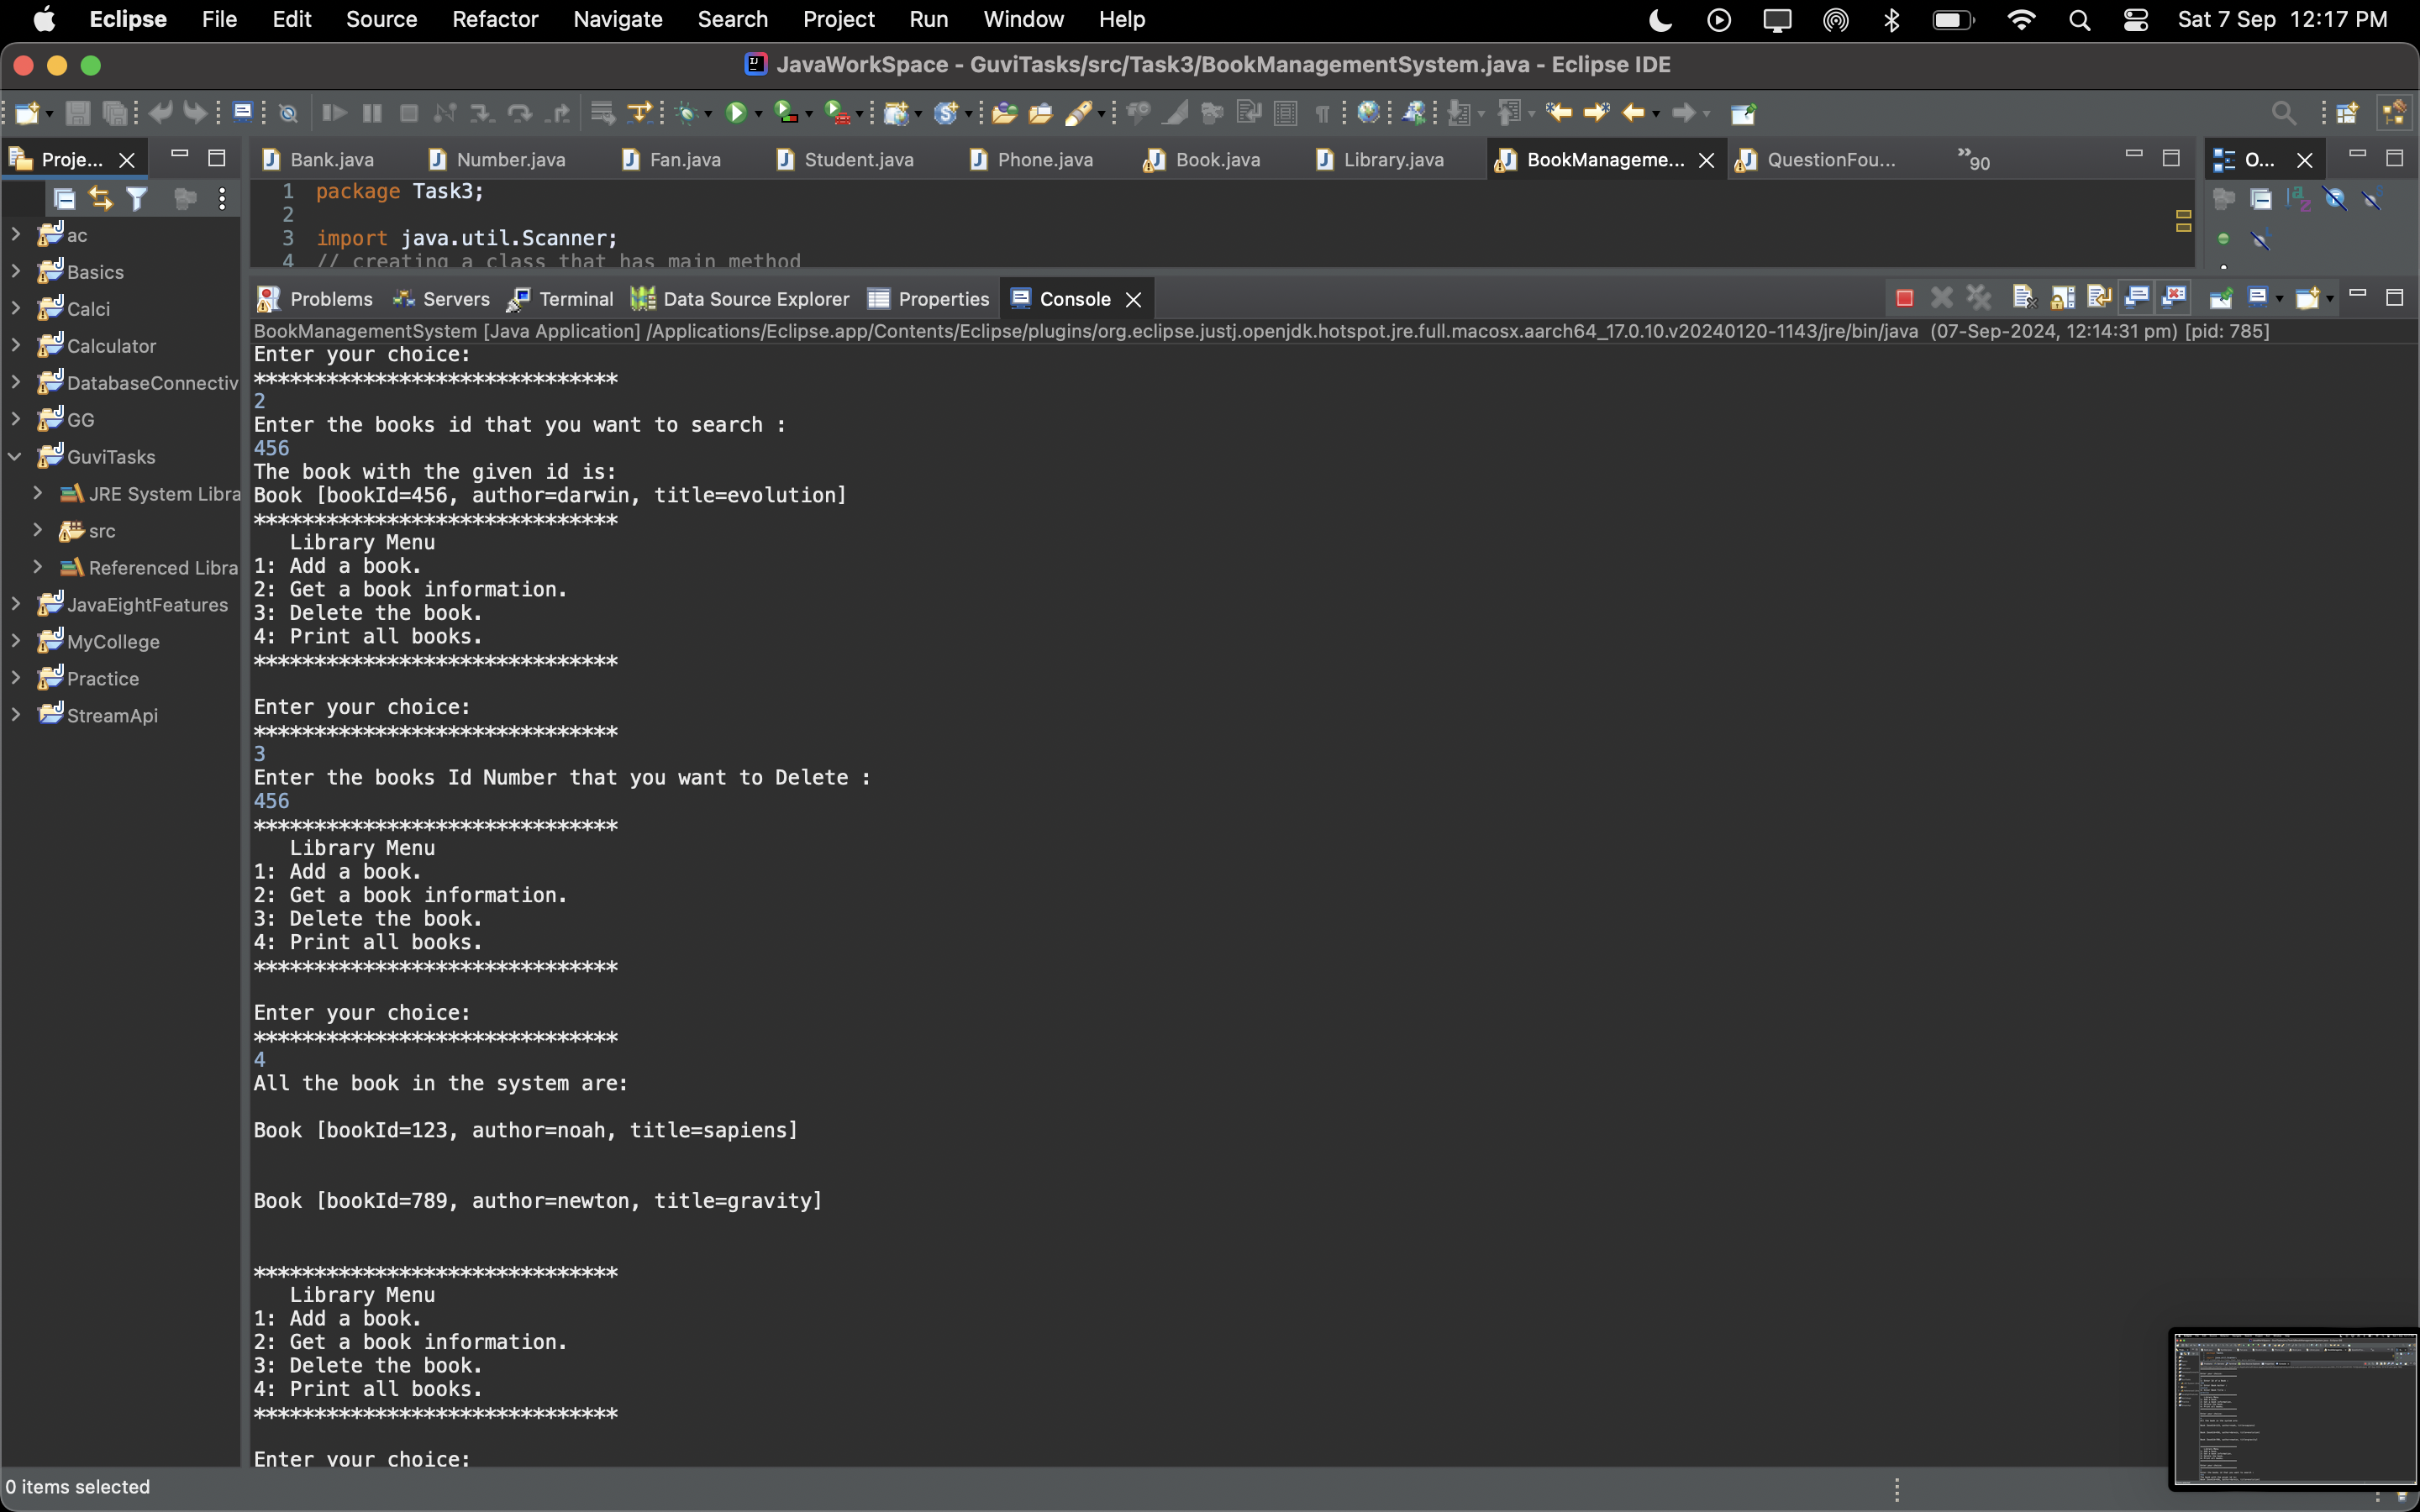 Eclipse File Edit Source Refactor Navigate Search Project Run Window Help Sat 7 Sep 12:17 PM
JavaWorkSpace - GuviTasks/src/Task3/BookManagementSystem.java - Eclipse IDE
Proje... Bank.java Number.java Fan.java Student.java Phone.java Book.java Library.java BookManageme... QuestionFou... »90 O...
1 package Task3;
2
3 import java.util.Scanner;
4 // creating a class that has main method
ac
Basics
Calci
Calculator
DatabaseConnectiv
GG
GuviTasks
JRE System Libra
src
Referenced Libra
JavaEightFeatures
MyCollege
Practice
StreamApi
Problems Servers Terminal Data Source Explorer Properties Console
BookManagementSystem [Java Application] /Applications/Eclipse.app/Contents/Eclipse/plugins/org.eclipse.justj.openjdk.hotspot.jre.full.macosx.aarch64_17.0.10.v20240120-1143/jre/bin/java (07-Sep-2024, 12:14:31 pm) [pid: 785]
Enter your choice:
******************************
2
Enter the books id that you want to search :
456
The book with the given id is:
Book [bookId=456, author=darwin, title=evolution]
******************************
Library Menu
1: Add a book.
2: Get a book information.
3: Delete the book.
4: Print all books.
******************************
Enter your choice:
******************************
3
Enter the books Id Number that you want to Delete :
456
******************************
Library Menu
1: Add a book.
2: Get a book information.
3: Delete the book.
4: Print all books.
******************************
Enter your choice:
******************************
4
All the book in the system are:
Book [bookId=123, author=noah, title=sapiens]
Book [bookId=789, author=newton, title=gravity]
******************************
Library Menu
1: Add a book.
2: Get a book information.
3: Delete the book.
4: Print all books.
******************************
Enter your choice:
0 items selected